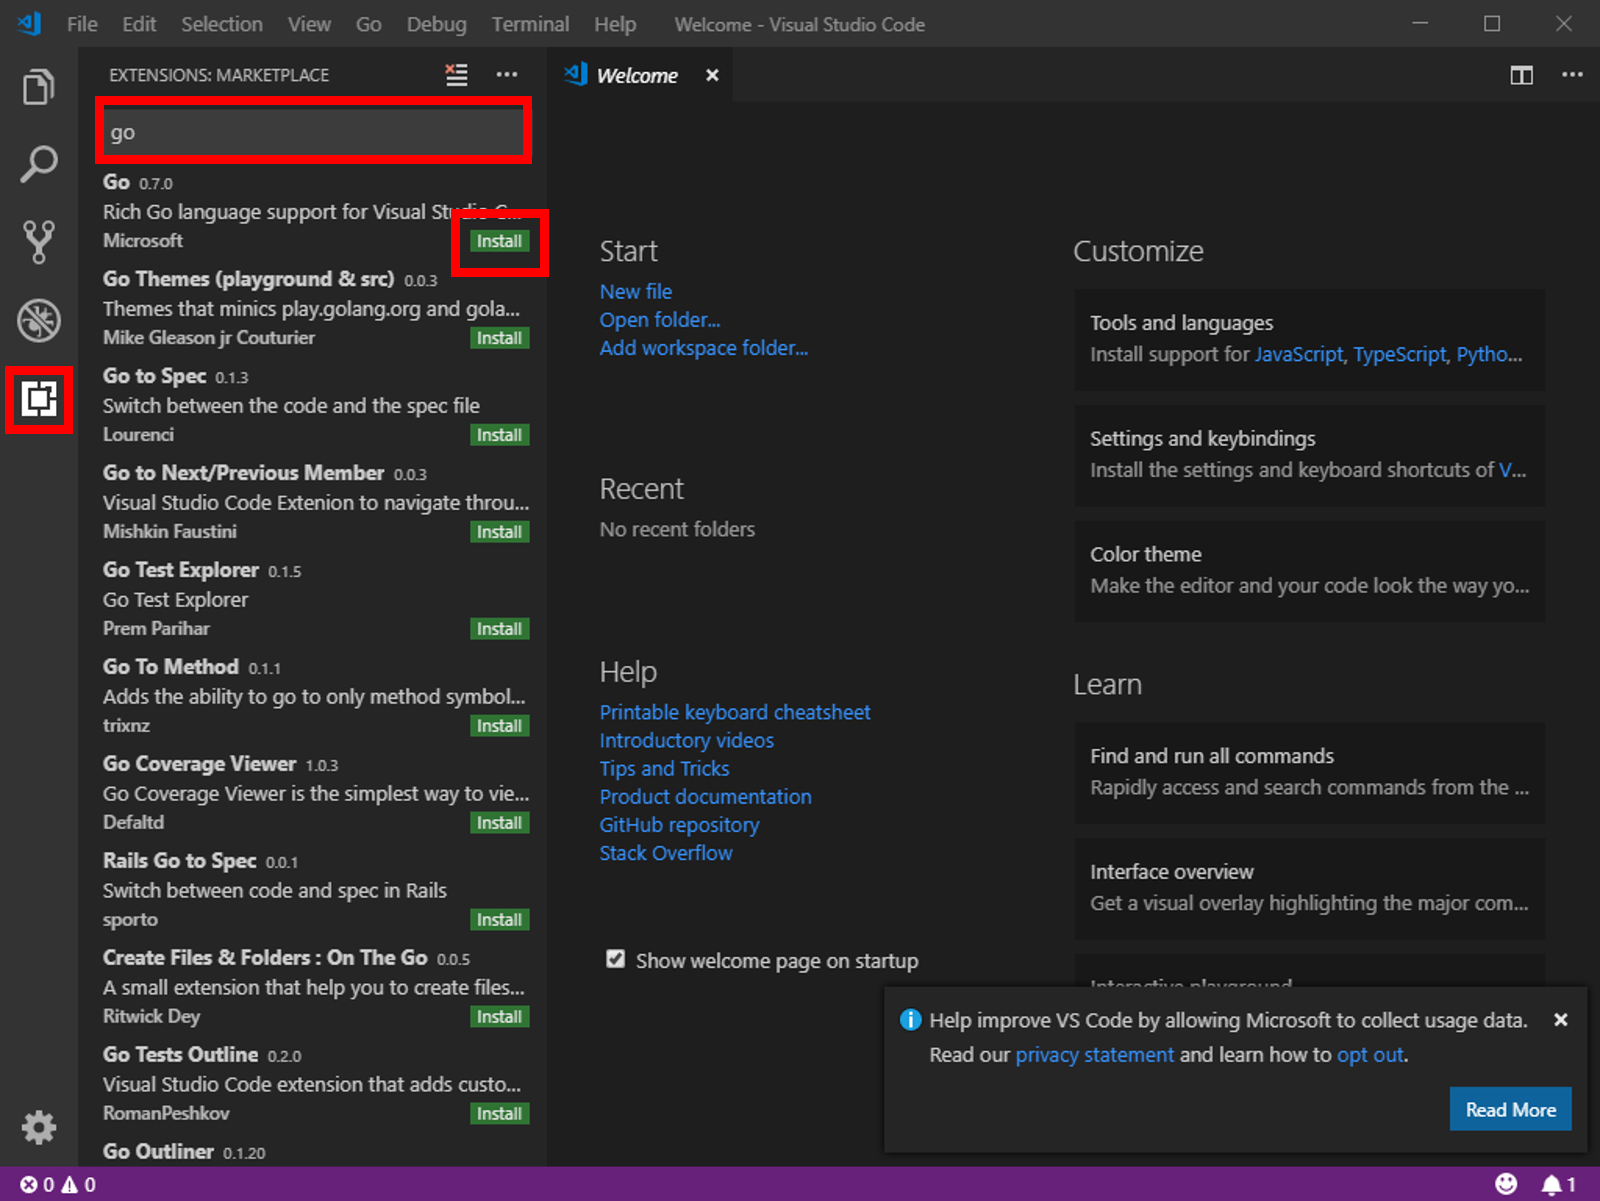 File Edit Selection View Go Debug Terminal Help Welcome - Visual Studio Code
EXTENSIONS: MARKETPLACE
Welcome
go
Go 0.7.0
Rich Go language support for Visual Studio C...
Microsoft Install
Go Themes (playground & src) 0.0.3
Themes that minics play.golang.org and gola...
Mike Gleason jr Couturier Install
Go to Spec 0.1.3
Switch between the code and the spec file
Lourenci Install
Go to Next/Previous Member 0.0.3
Visual Studio Code Extenion to navigate throu...
Mishkin Faustini Install
Go Test Explorer 0.1.5
Go Test Explorer
Prem Parihar Install
Go To Method 0.1.1
Adds the ability to go to only method symbol...
trixnz Install
Go Coverage Viewer 1.0.3
Go Coverage Viewer is the simplest way to vie...
Defaltd Install
Rails Go to Spec 0.0.1
Switch between code and spec in Rails
sporto Install
Create Files & Folders : On The Go 0.0.5
A small extension that help you to create files...
Ritwick Dey Install
Go Tests Outline 0.2.0
Visual Studio Code extension that adds custo...
RomanPeshkov Install
Go Outliner 0.1.20
Start
New file
Open folder...
Add workspace folder...
Recent
No recent folders
Help
Printable keyboard cheatsheet
Introductory videos
Tips and Tricks
Product documentation
GitHub repository
Stack Overflow
Show welcome page on startup
Customize
Tools and languages
Install support for JavaScript, TypeScript, Pytho...
Settings and keybindings
Install the settings and keyboard shortcuts of V...
Color theme
Make the editor and your code look the way yo...
Learn
Find and run all commands
Rapidly access and search commands from the ...
Interface overview
Get a visual overlay highlighting the major com...
Interactive playground
Help improve VS Code by allowing Microsoft to collect usage data.
Read our privacy statement and learn how to opt out.
Read More
0 0 1